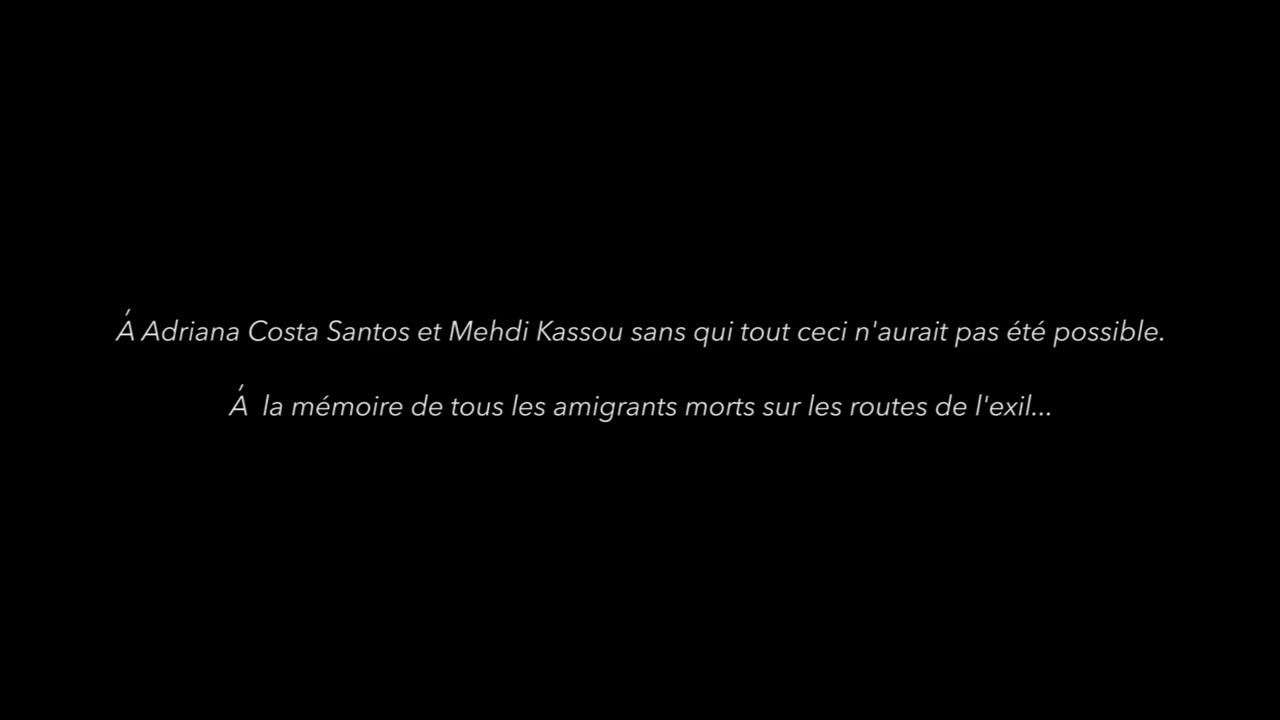 Á Adriana Costa Santos et Mehdi Kassou sans qui tout ceci n'aurait pas été possible.
Á la mémoire de tous les amigrants morts sur les routes de l'exil...